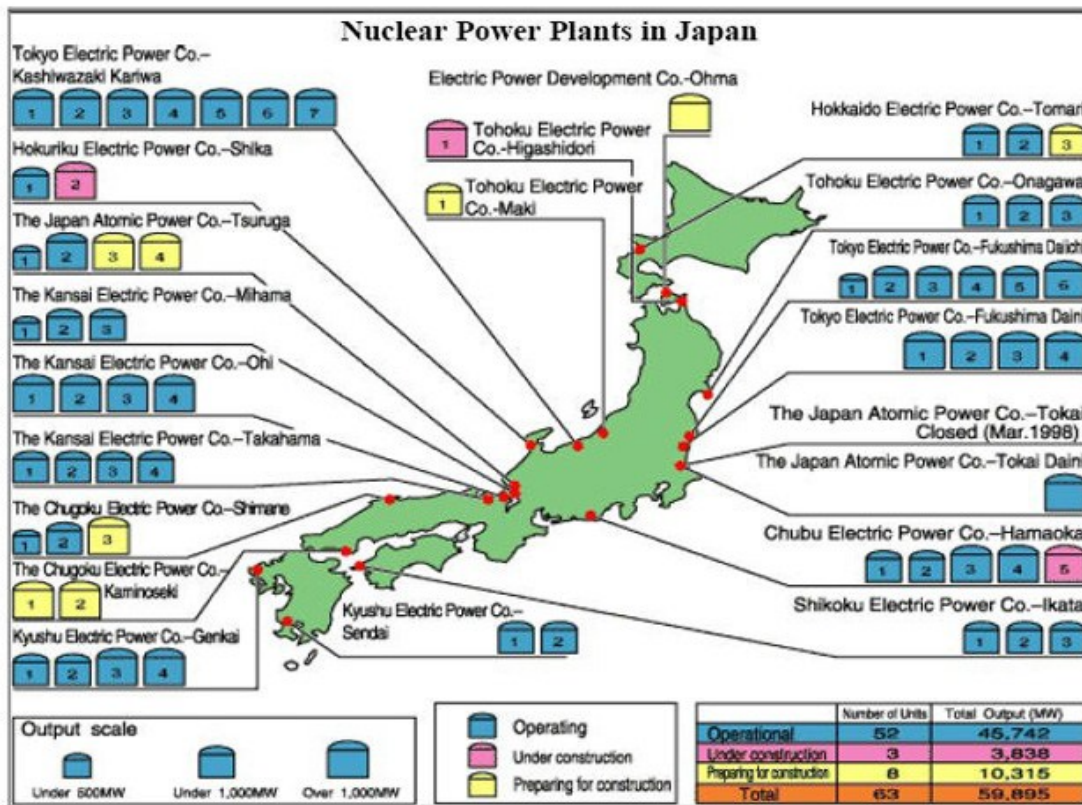 Nuclear Power Plants in Japan
Tokyo Electric Power Co.–
Kashiwazaki Kariwa
1 2 3 4 5 6 7
Hokuriku Electric Power Co.–Shika
1 2
The Japan Atomic Power Co.–Tsuruga
1 2 3 4
The Kansai Electric Power Co.–Mihama
1 2 3
The Kansai Electric Power Co.–Ohi
1 2 3 4
The Kansai Electric Power Co.–Takahama
1 2 3 4
The Chugoku Electric Power Co.–Shimane
1 2 3
The Chugoku Electric Power Co.–
Kaminoseki
1 2
Kyushu Electric Power Co.–Genkai
1 2 3 4
Electric Power Development Co.-Ohma
1 Tohoku Electric Power
Co.-Higashidori
1 Tohoku Electric Power
Co.-Maki
Kyushu Electric Power Co.–
Sendai
1 2
Hokkaido Electric Power Co.–Tomari
1 2 3
Tohoku Electric Power Co.–Onagawa
1 2 3
Tokyo Electric Power Co.–Fukushima Daiichi
1 2 3 4 5 6
Tokyo Electric Power Co.–Fukushima Daini
1 2 3 4
The Japan Atomic Power Co.–Tokai
Closed (Mar.1998)
The Japan Atomic Power Co.–Tokai Daini
Chubu Electric Power Co.–Hamaoka
1 2 3 4 5
Shikoku Electric Power Co.–Ikata
1 2 3
Output scale
Under 500MW Under 1,000MW Over 1,000MW
Operating
Under construction
Preparing for construction
Number of Units Total Output (MW)
Operational 52 45,742
Under construction 3 3,838
Preparing for construction 8 10,315
Total 63 59,895